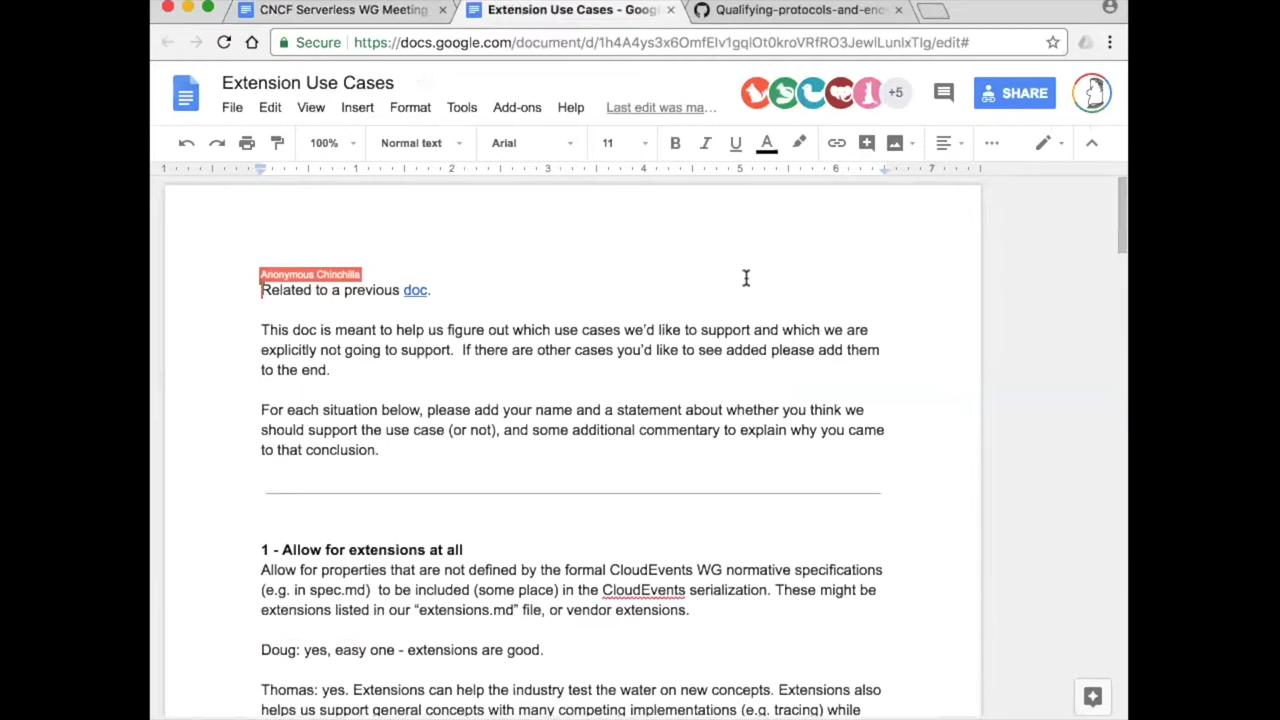 CNCF Serverless WG Meeting
Extension Use Cases - Goog
Qualifying-protocols-and-enc
Secure https://docs.google.com/document/d/1h4A4ys3x6OmfElv1gqlOt0kroVRfRO3JewlLunlxTIg/edit#
Extension Use Cases
File Edit View Insert Format Tools Add-ons Help Last edit was ma...
+5
SHARE
100% Normal text Arial 11 B I U A
1 1 2 3 4 5 6 7
Anonymous Chinchilla
Related to a previous doc.
This doc is meant to help us figure out which use cases we'd like to support and which we are
explicitly not going to support. If there are other cases you'd like to see added please add them
to the end.
For each situation below, please add your name and a statement about whether you think we
should support the use case (or not), and some additional commentary to explain why you came
to that conclusion.
1 - Allow for extensions at all
Allow for properties that are not defined by the formal CloudEvents WG normative specifications
(e.g. in spec.md) to be included (some place) in the CloudEvents serialization. These might be
extensions listed in our “extensions.md” file, or vendor extensions.
Doug: yes, easy one - extensions are good.
Thomas: yes. Extensions can help the industry test the water on new concepts. Extensions also
helps us support general concepts with many competing implementations (e.g. tracing) while